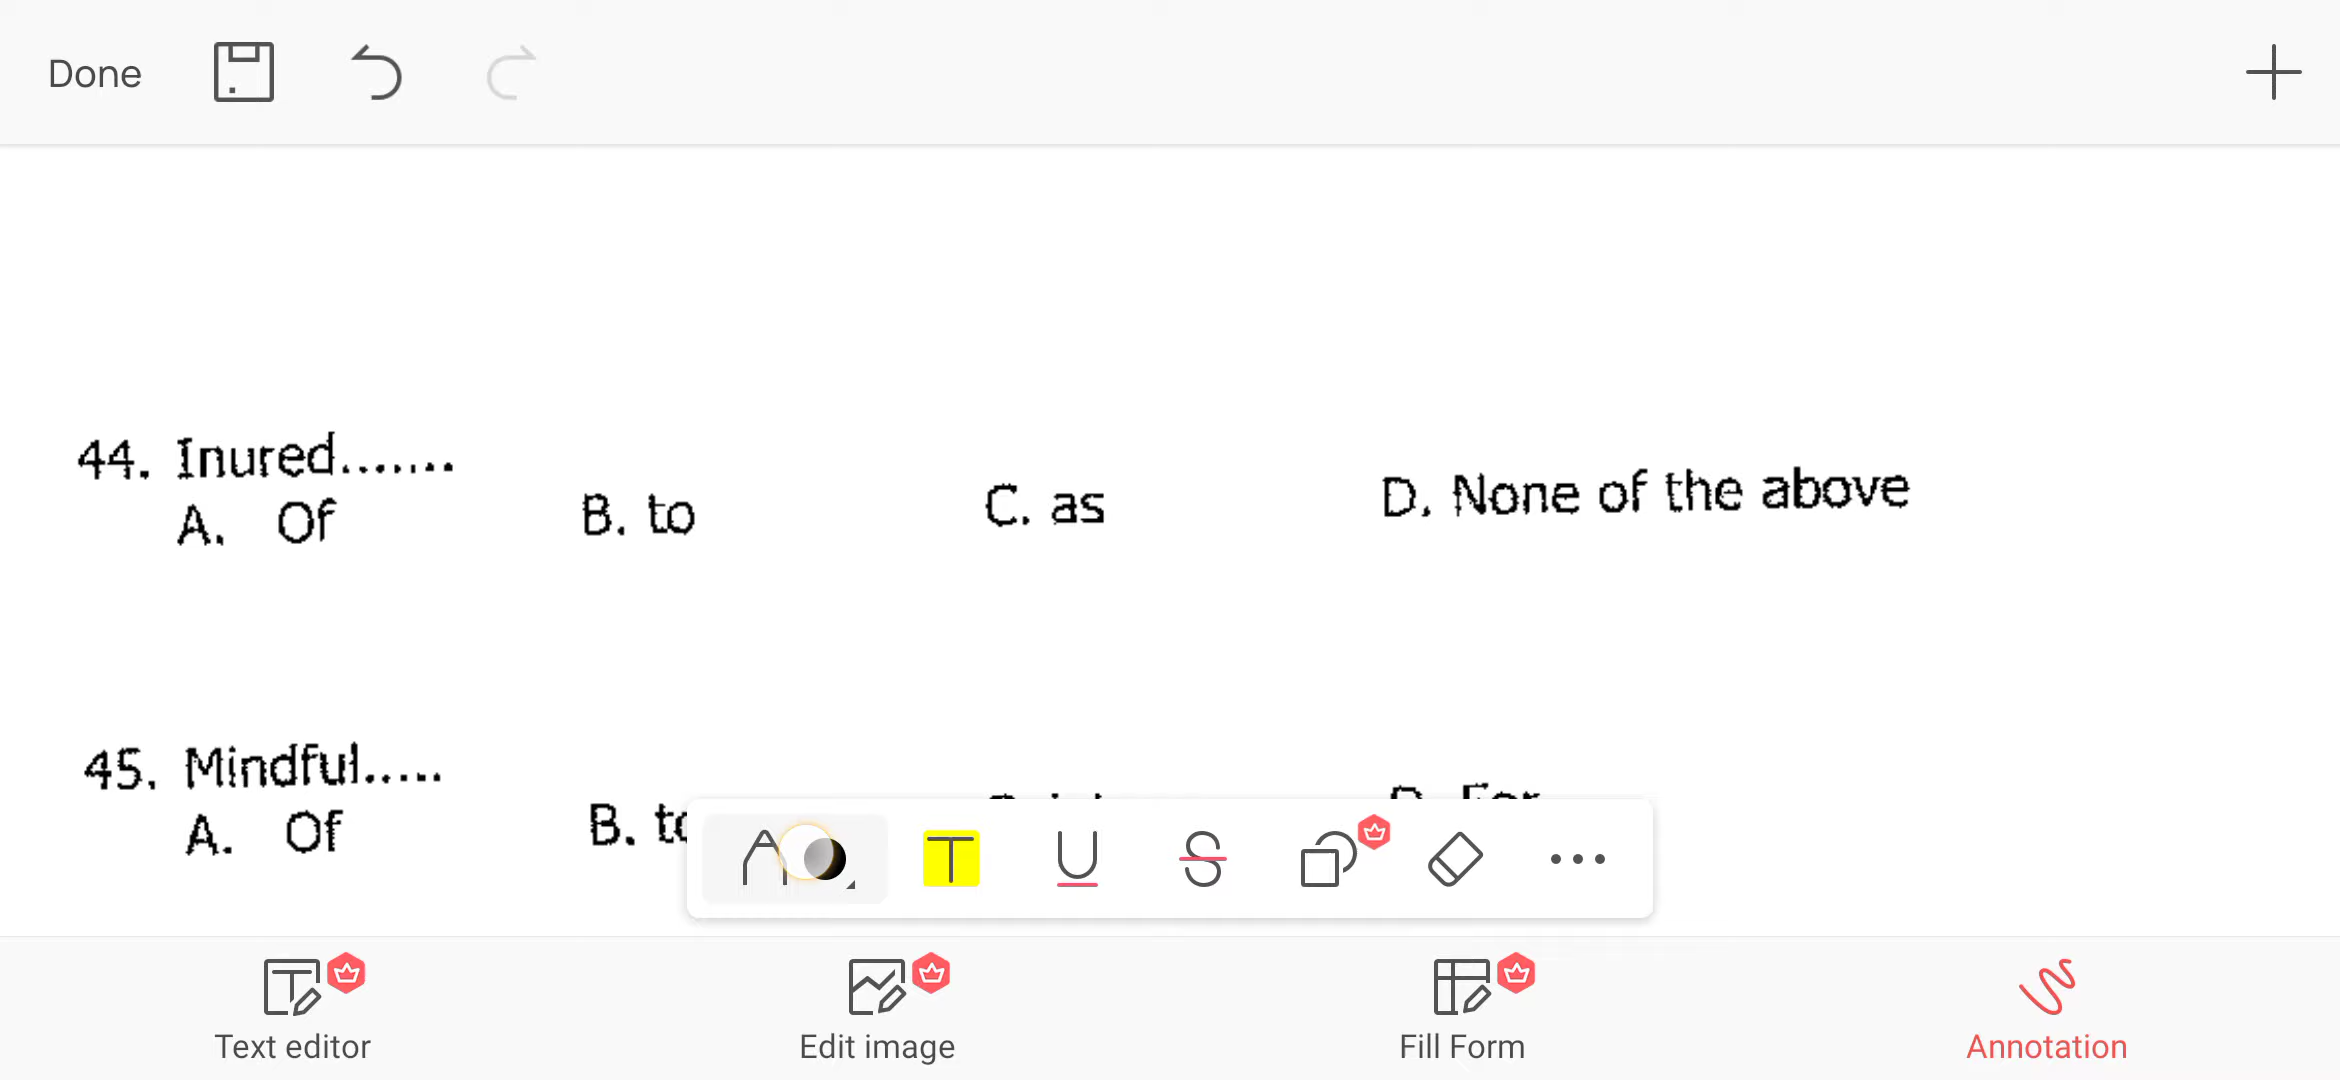 Done
44. Inured.......
A. Of B. to C. as D. None of the above
45. Mindful.....
A. Of B.
Text editor
Edit image
Fill Form
Annotation